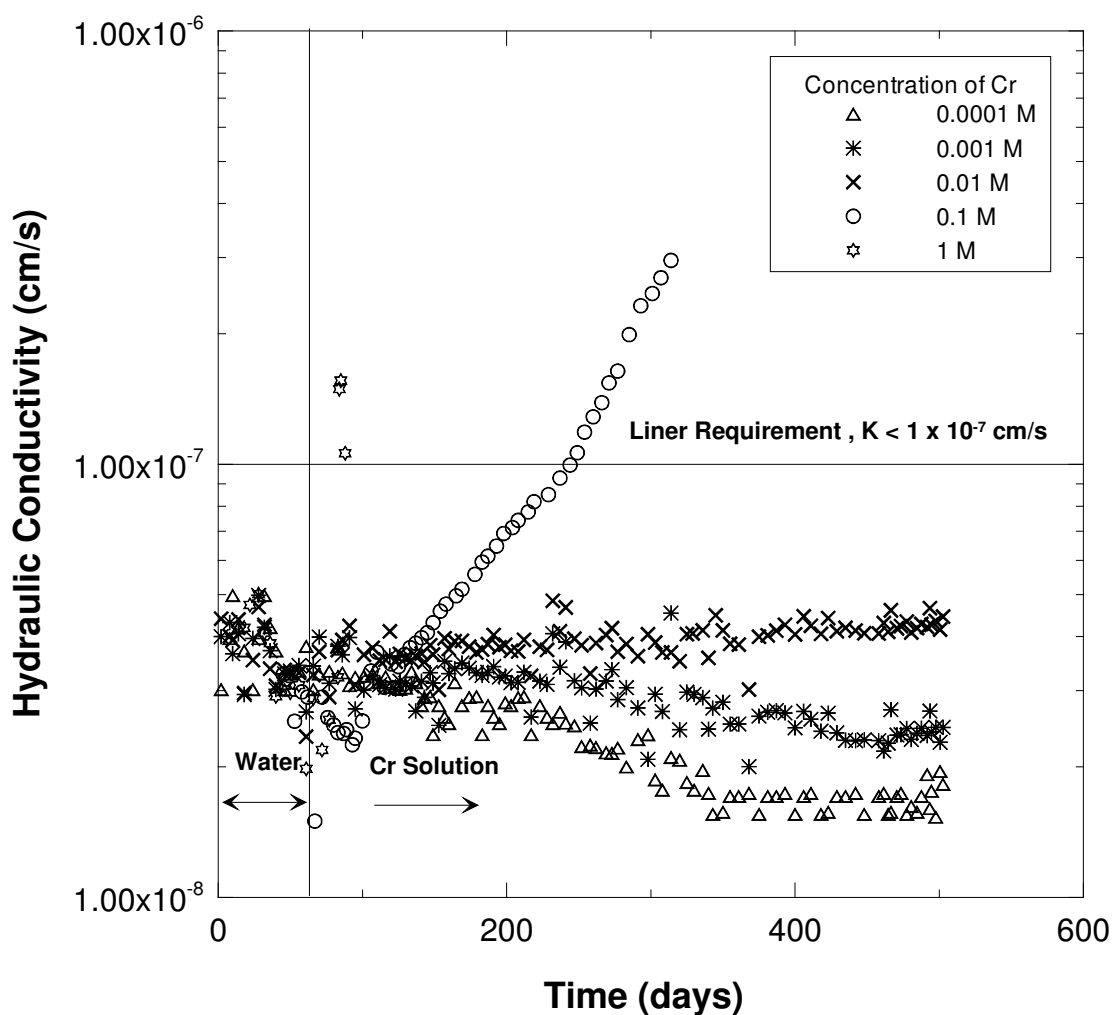 Hydraulic Conductivity (cm/s)
1.00x10⁻⁶
1.00x10⁻⁷
1.00x10⁻⁸
Concentration of Cr
0.0001 M
0.001 M
0.01 M
0.1 M
1 M
Liner Requirement , K < 1 x 10⁻⁷ cm/s
Water
Cr Solution
0 200 400 600
Time (days)